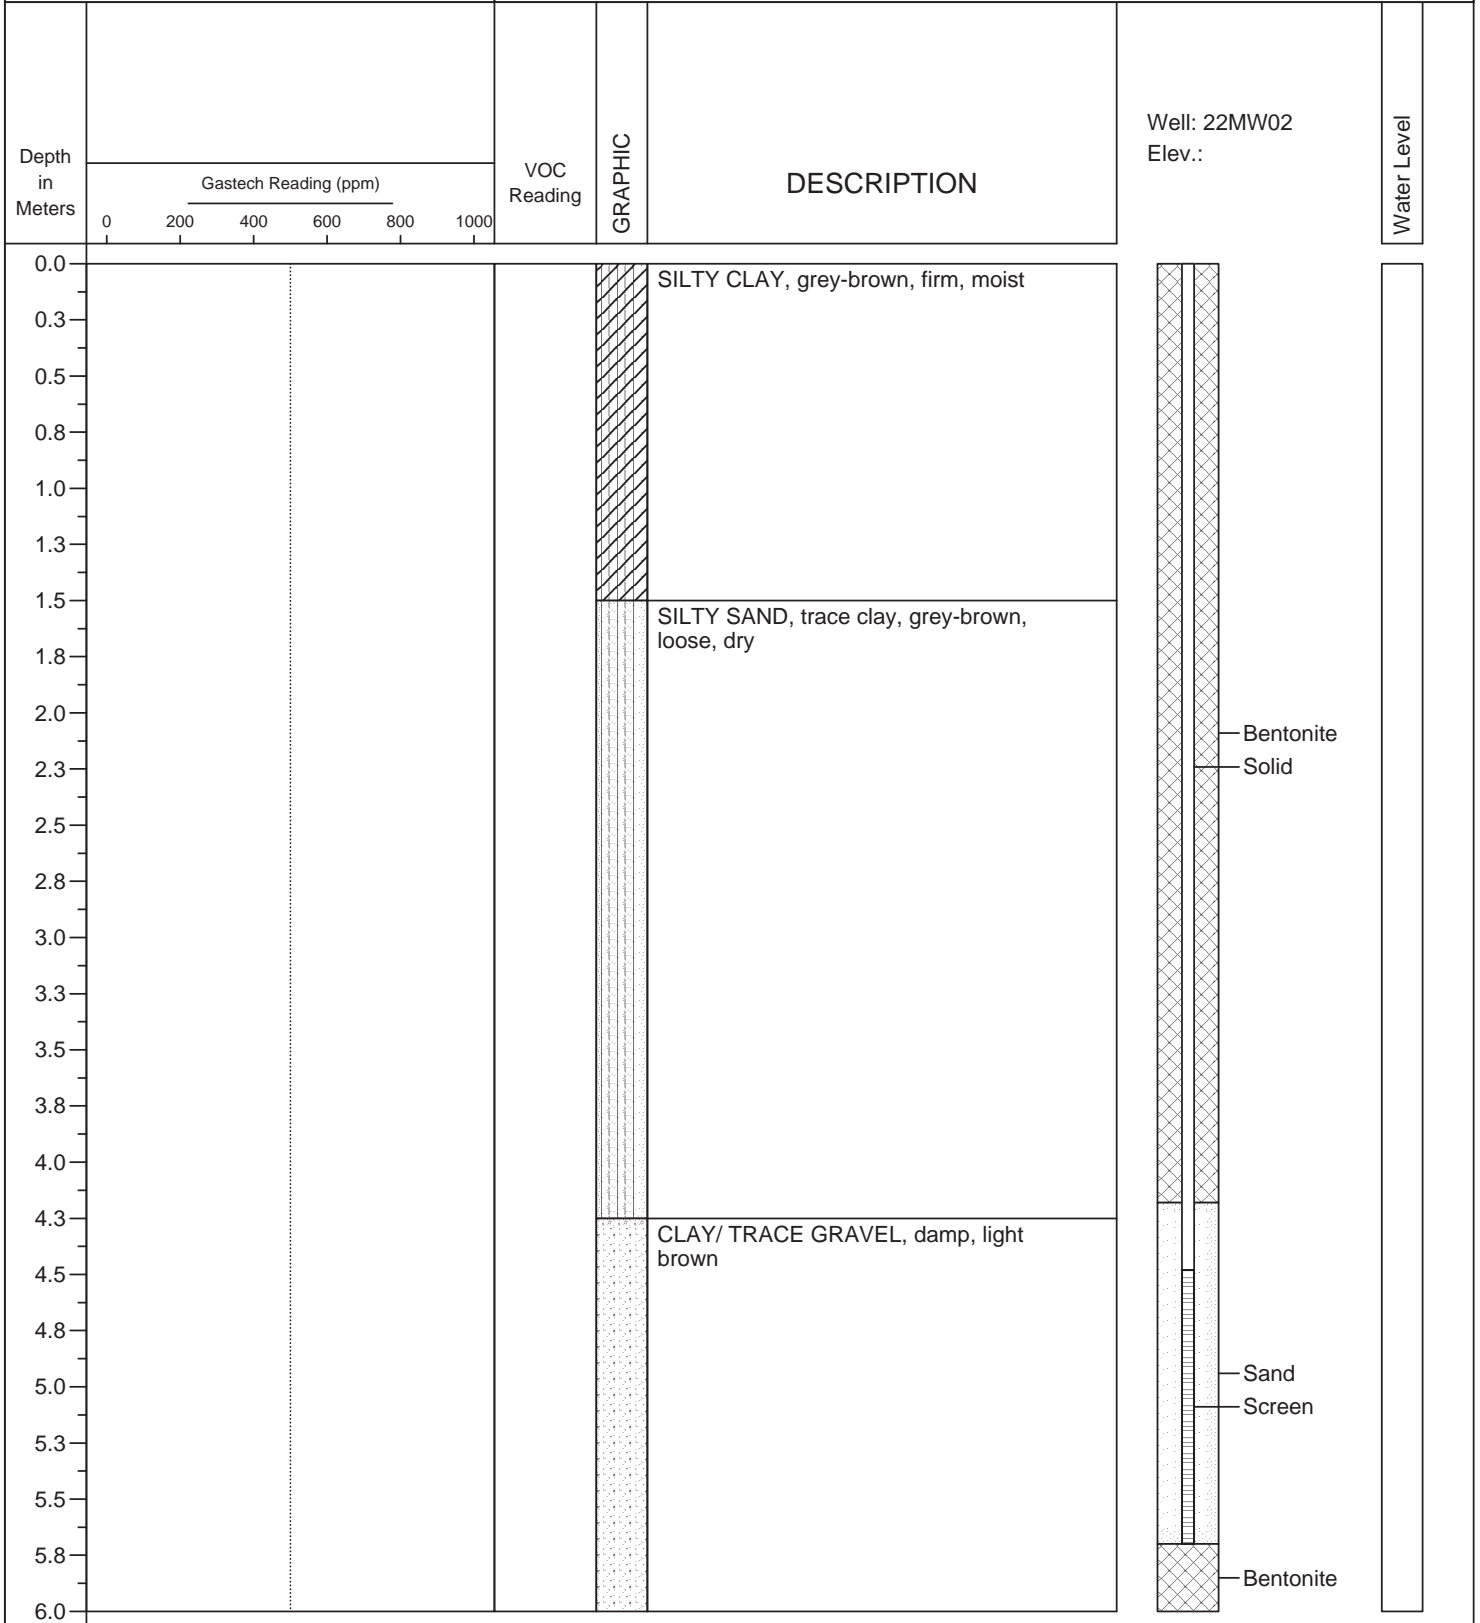 Depth
in
Meters
Gastech Reading (ppm)
0 200 400 600 800 1000
VOC
Reading
GRAPHIC
DESCRIPTION
Well: 22MW02
Elev.:
Water Level
0.0
0.3
0.5
0.8
1.0
1.3
1.5
1.8
2.0
2.3
2.5
2.8
3.0
3.3
3.5
3.8
4.0
4.3
4.5
4.8
5.0
5.3
5.5
5.8
6.0
SILTY CLAY, grey-brown, firm, moist
SILTY SAND, trace clay, grey-brown,
loose, dry
CLAY/ TRACE GRAVEL, damp, light
brown
Bentonite
Solid
Sand
Screen
Bentonite